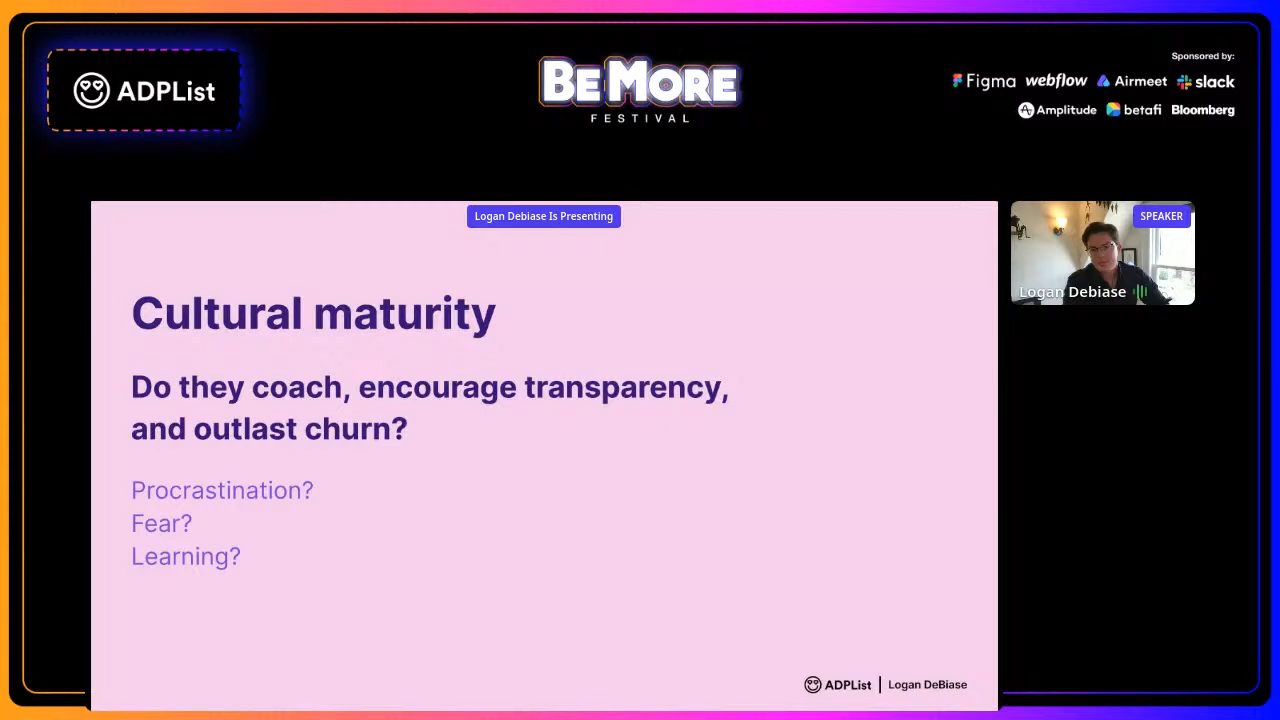 ADPList
BE MORE
FESTIVAL
Sponsored by:
Figma webflow Airmeet slack
Amplitude betafi Bloomberg
Logan Debiase Is Presenting
SPEAKER
Logan Debiase
Cultural maturity
Do they coach, encourage transparency,
and outlast churn?
Procrastination?
Fear?
Learning?
ADPList | Logan DeBiase